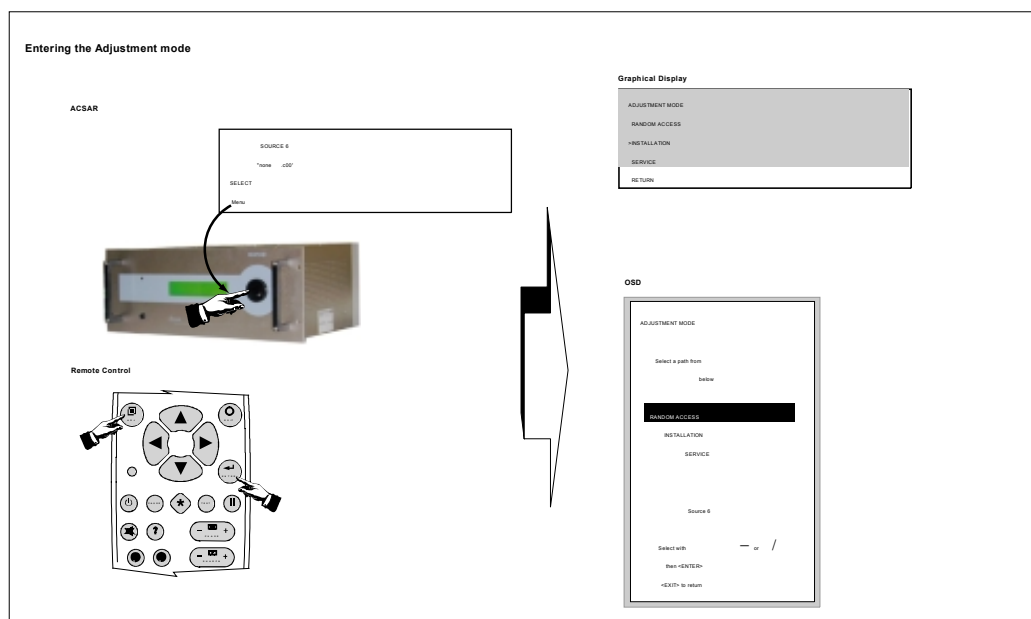 Entering the Adjustment mode
ACSAR
SOURCE 6
"none .c00'
SELECT
Menu
Remote Control
Graphical Display
ADJUSTMENT MODE
RANDOM ACCESS
»INSTALLATION
SERVICE
RETURN
OSD
ADJUSTMENT MODE
Select a path from
below
RANDOM ACCESS
INSTALLATION
SERVICE
Source 6
Select with — or /
then <ENTER>
<EXIT> to return